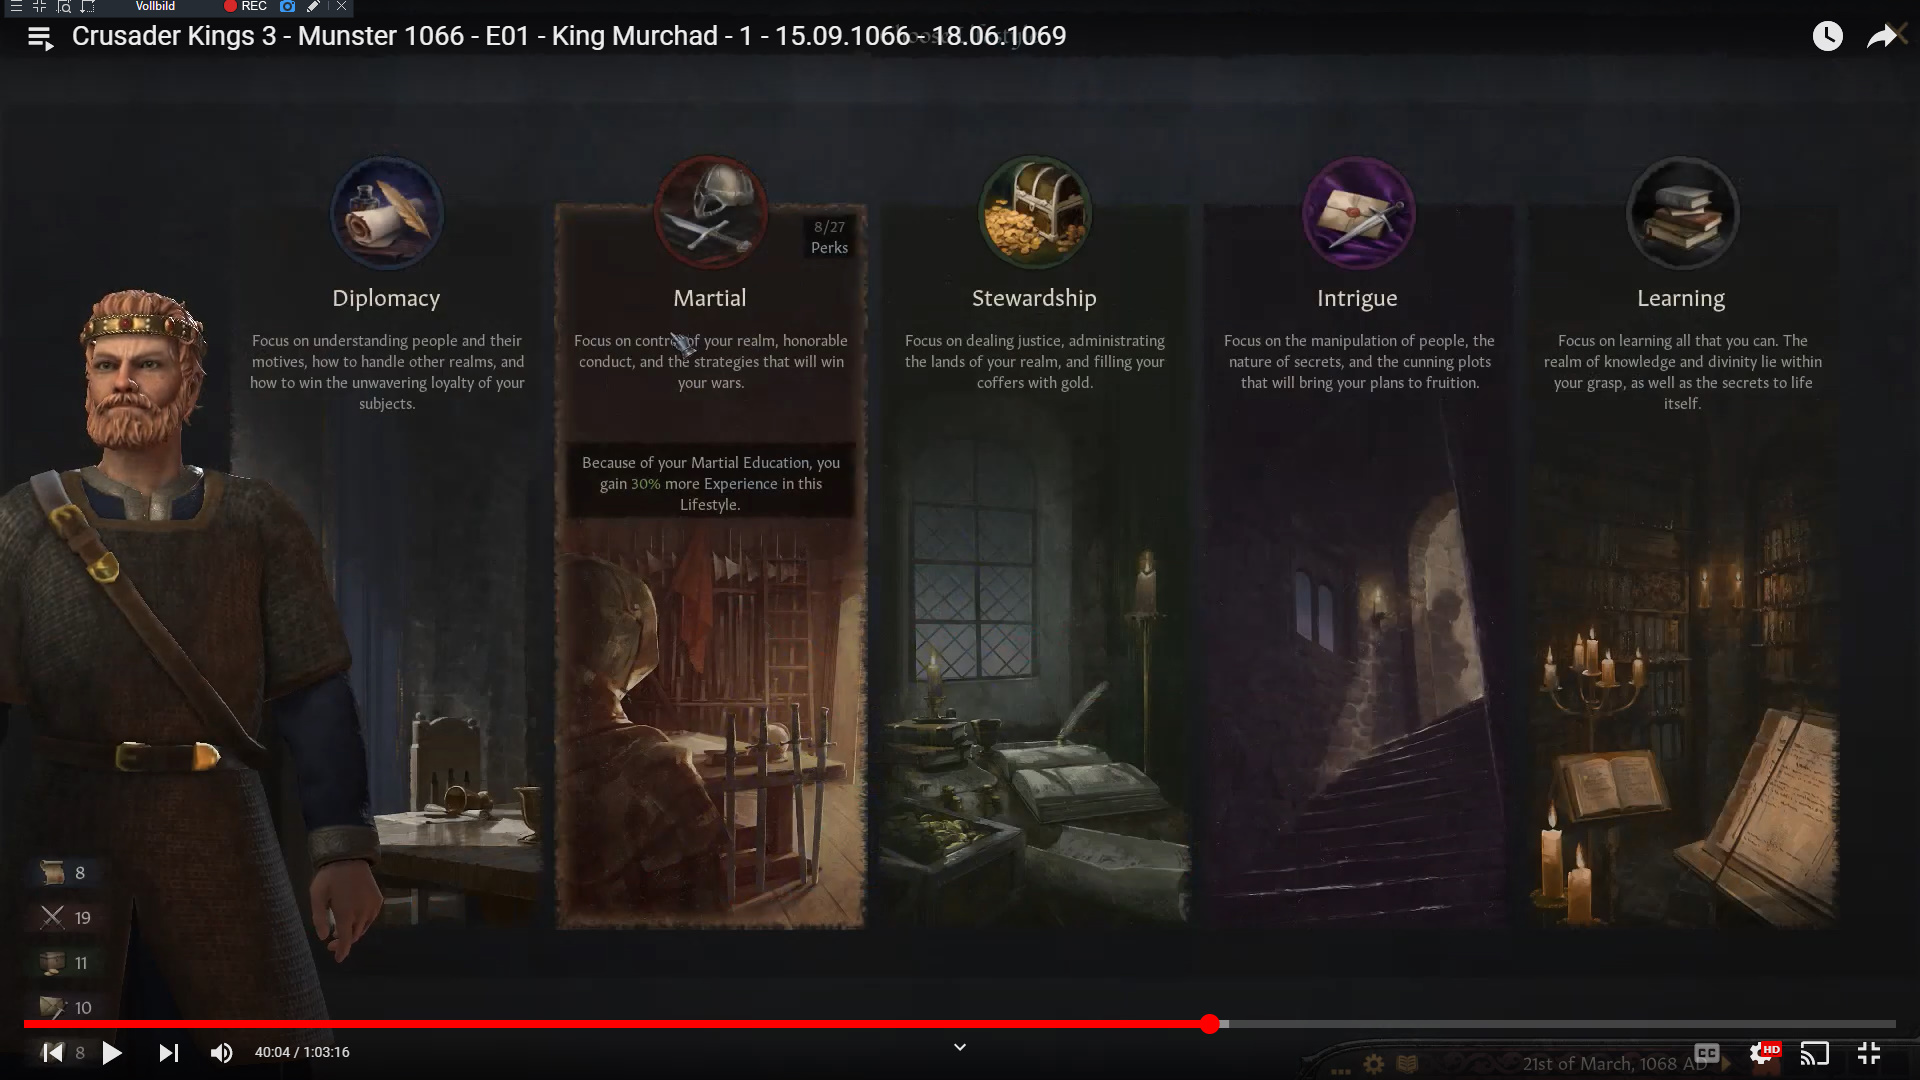 Vollbild
REC
Crusader Kings 3 - Munster 1066 - E01 - King Murchad - 1 - 15.09.1066 - 18.06.1069
8/27
Perks
Diplomacy
Focus on understanding people and their
motives, how to handle other realms, and
how to win the unwavering loyalty of your
subjects.
Martial
Focus on control of your realm, honorable
conduct, and the strategies that will win
your wars.
Because of your Martial Education, you
gain 30% more Experience in this
Lifestyle.
Stewardship
Focus on dealing justice, administrating
the lands of your realm, and filling your
coffers with gold.
Intrigue
Focus on the manipulation of people, the
nature of secrets, and the cunning plots
that will bring your plans to fruition.
Learning
Focus on learning all that you can. The
realm of knowledge and divinity lie within
your grasp, as well as the secrets to life
itself.
8
19
11
10
8
40:04 / 1:03:16
CC
HD
21st of March, 1068 AD